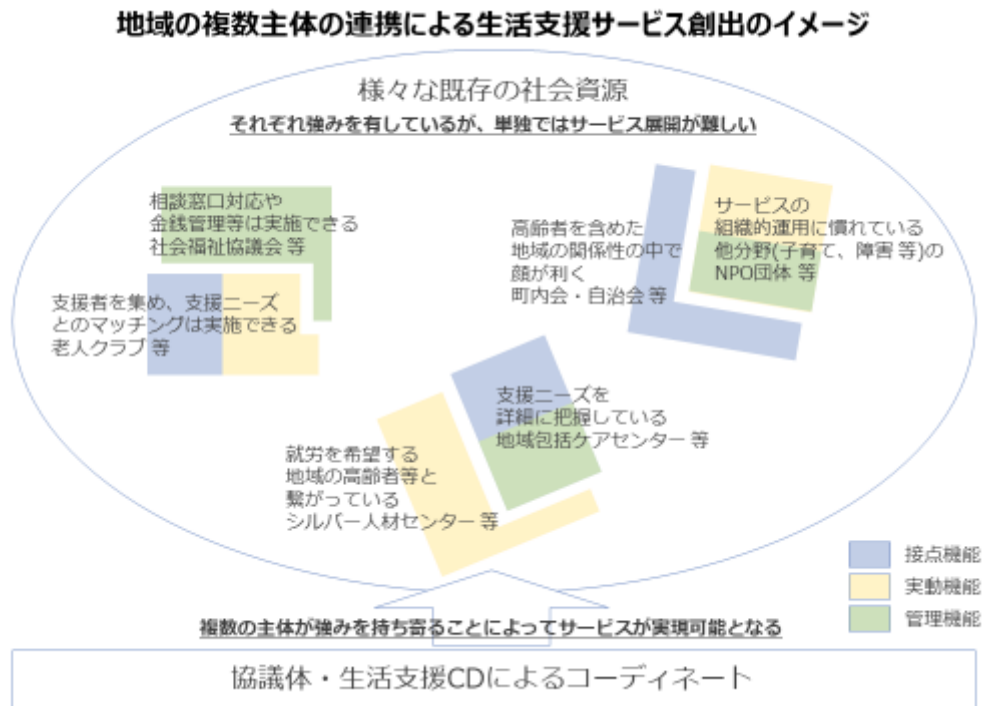 地域の複数主体の連携による生活支援サービス創出のイメージ
様々な既存の社会資源
それぞれ強みを有しているが、単独ではサービス展開が難しい
相談窓口対応や
金銭管理等は実施できる
社会福祉協議会 等
支援者を集め、支援ニーズ
とのマッチングは実施できる
老人クラブ 等
高齢者を含めた
地域の関係性の中で
顔が利く
町内会・自治会 等
サービスの
組織的運用に慣れている
他分野(子育て、障害 等)の
NPO団体 等
支援ニーズを
詳細に把握している
地域包括ケアセンター 等
就労を希望する
地域の高齢者等と
繋がっている
シルバー人材センター 等
接点機能
実動機能
管理機能
複数の主体が強みを持ち寄ることによってサービスが実現可能となる
協議体・生活支援CDによるコーディネート